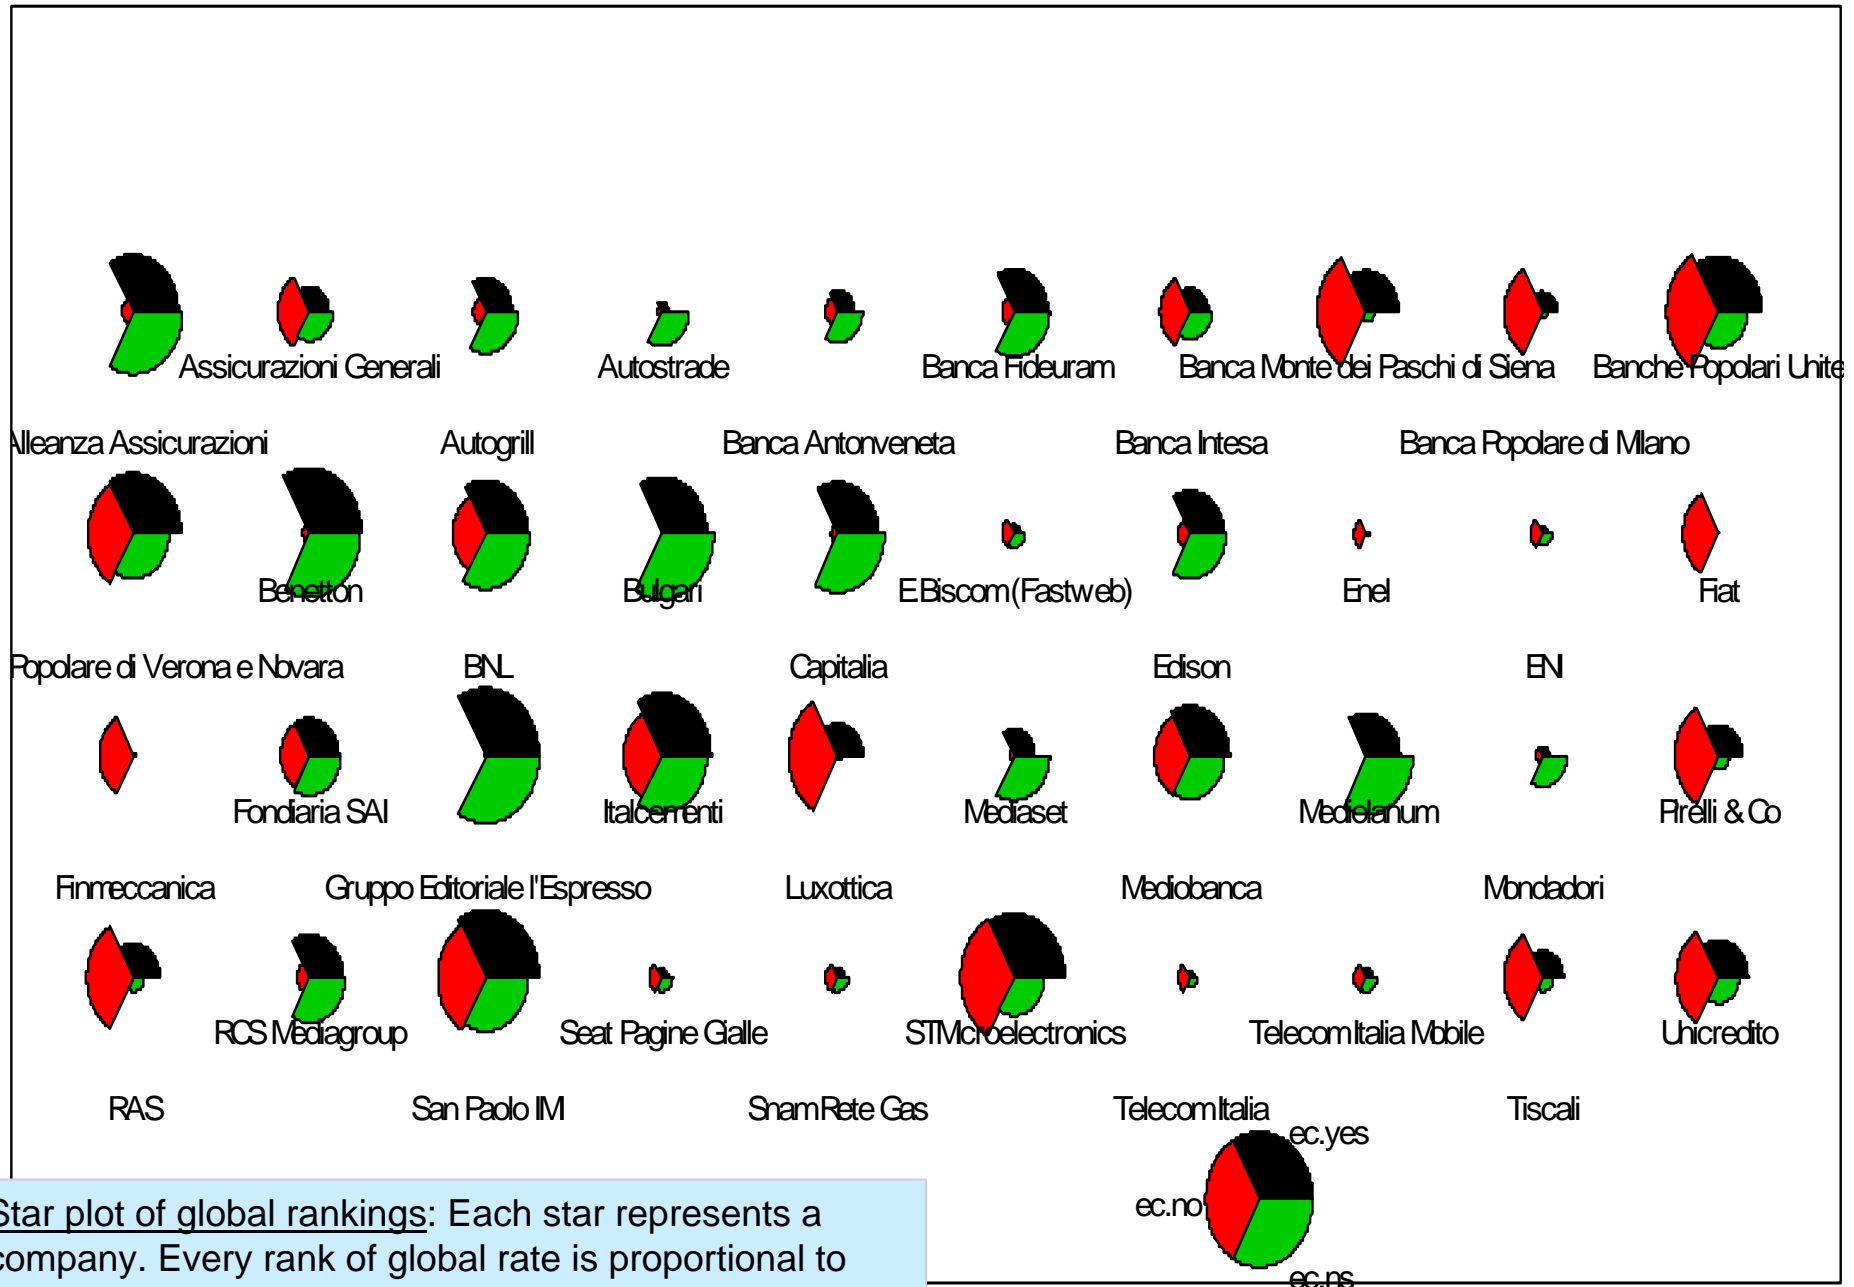 Assicurazioni Generali Autostrade Banca Fideuram Banca Monte dei Paschi di Siena Banche Popolari Unite
Alleanza Assicurazioni Autogrill Banca Antonveneta Banca Intesa Banca Popolare di Milano
Benetton Bulgari E.Biscom (Fastweb) Enel Fiat
Popolare di Verona e Novara BNL Capitalia Edison ENI
Fondiaria SAI Italcementi Mediaset Mediolanum Pirelli & Co
Finmeccanica Gruppo Editoriale l'Espresso Luxottica Mediobanca Mondadori
RCS Mediagroup Seat Pagine Gialle STMicroelectronics Telecom Italia Mobile Unicredito
RAS San Paolo IMI Snam Rete Gas Telecom Italia Tiscali
ec.yes
ec.no
ec.ns
Star plot of global rankings: Each star represents a
company. Every rank of global rate is proportional to